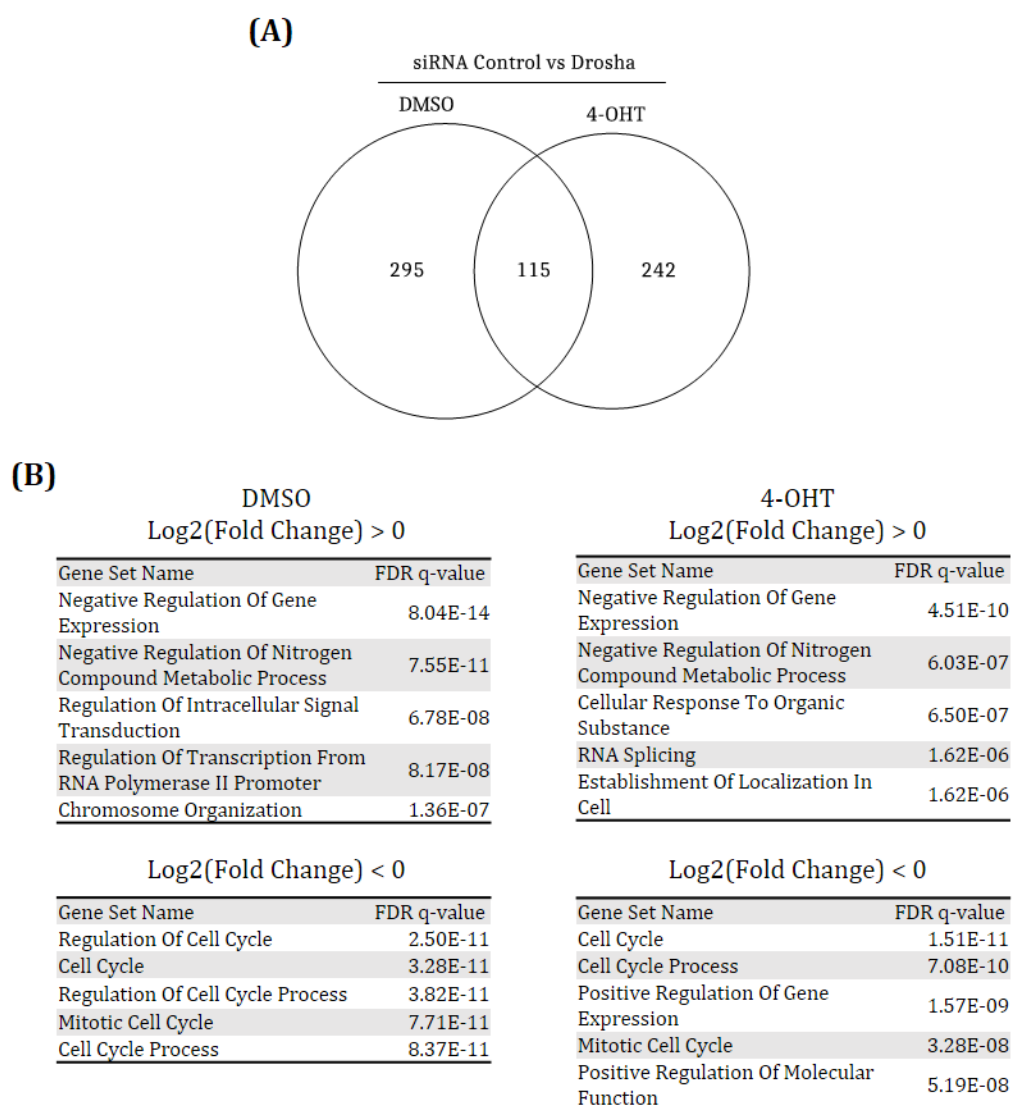 (A)
siRNA Control vs Drosha
DMSO
4-OHT
295
115
242
(B)
DMSO
Log2(Fold Change) > 0
Gene Set Name FDR q-value
Negative Regulation Of Gene
Expression 8.04E-14
Negative Regulation Of Nitrogen
Compound Metabolic Process 7.55E-11
Regulation Of Intracellular Signal
Transduction 6.78E-08
Regulation Of Transcription From
RNA Polymerase II Promoter 8.17E-08
Chromosome Organization 1.36E-07
4-OHT
Log2(Fold Change) > 0
Gene Set Name FDR q-value
Negative Regulation Of Gene
Expression 4.51E-10
Negative Regulation Of Nitrogen
Compound Metabolic Process 6.03E-07
Cellular Response To Organic
Substance 6.50E-07
RNA Splicing 1.62E-06
Establishment Of Localization In
Cell 1.62E-06
Log2(Fold Change) < 0
Gene Set Name FDR q-value
Regulation Of Cell Cycle 2.50E-11
Cell Cycle 3.28E-11
Regulation Of Cell Cycle Process 3.82E-11
Mitotic Cell Cycle 7.71E-11
Cell Cycle Process 8.37E-11
Log2(Fold Change) < 0
Gene Set Name FDR q-value
Cell Cycle 1.51E-11
Cell Cycle Process 7.08E-10
Positive Regulation Of Gene
Expression 1.57E-09
Mitotic Cell Cycle 3.28E-08
Positive Regulation Of Molecular
Function 5.19E-08